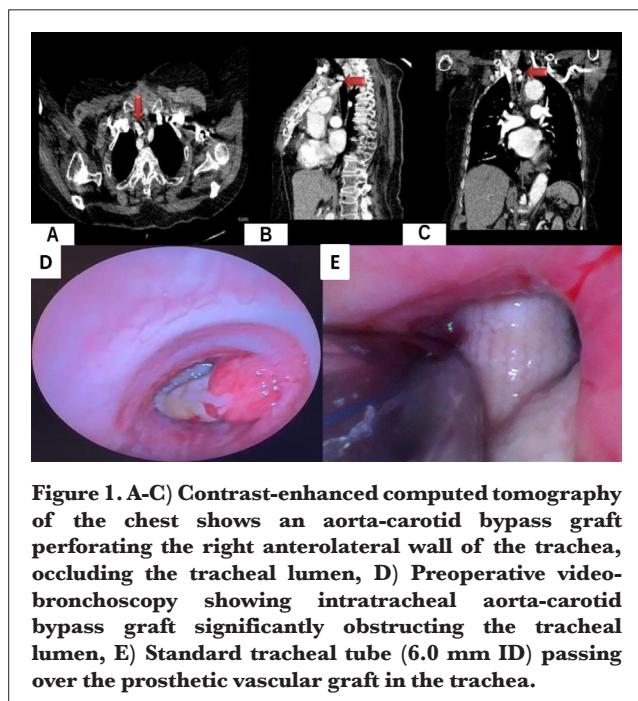 A
B
C
D
E
Figure 1. A-C) Contrast-enhanced computed tomography
of the chest shows an aorta-carotid bypass graft
perforating the right anterolateral wall of the trachea,
occluding the tracheal lumen, D) Preoperative video-
bronchoscopy showing intratracheal aorta-carotid
bypass graft significantly obstructing the tracheal
lumen, E) Standard tracheal tube (6.0 mm ID) passing
over the prosthetic vascular graft in the trachea.